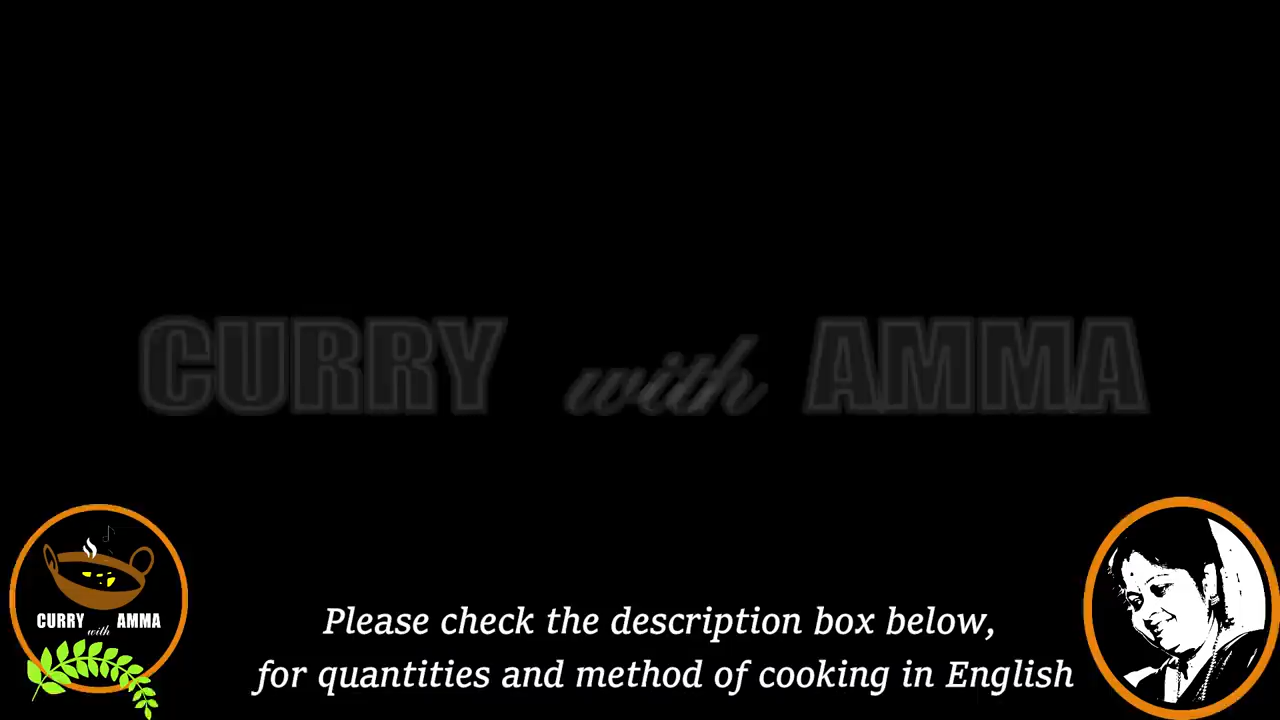 CURRY with AMMA
CURRY with AMMA
Please check the description box below,
for quantities and method of cooking in English